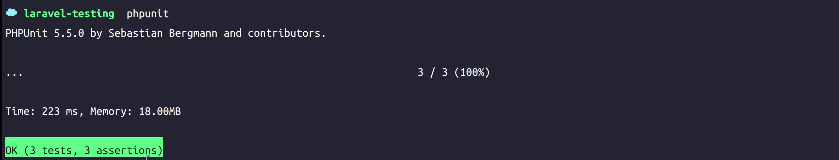 laravel-testing phpunit
PHPUnit 5.5.0 by Sebastian Bergmann and contributors.
... 3 / 3 (100%)
Time: 223 ms, Memory: 18.00MB
OK (3 tests, 3 assertions)